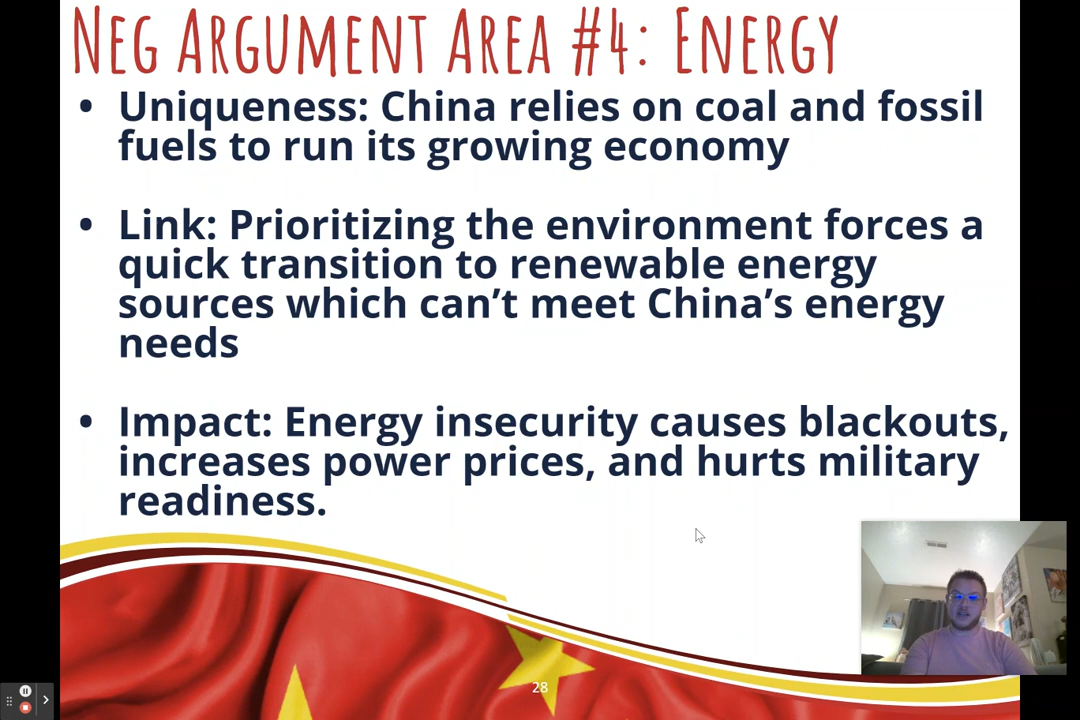 Neg Argument Area #4: Energy
• Uniqueness: China relies on coal and fossil
fuels to run its growing economy
• Link: Prioritizing the environment forces a
quick transition to renewable energy
sources which can’t meet China’s energy
needs
• Impact: Energy insecurity causes blackouts,
increases power prices, and hurts military
readiness.
28